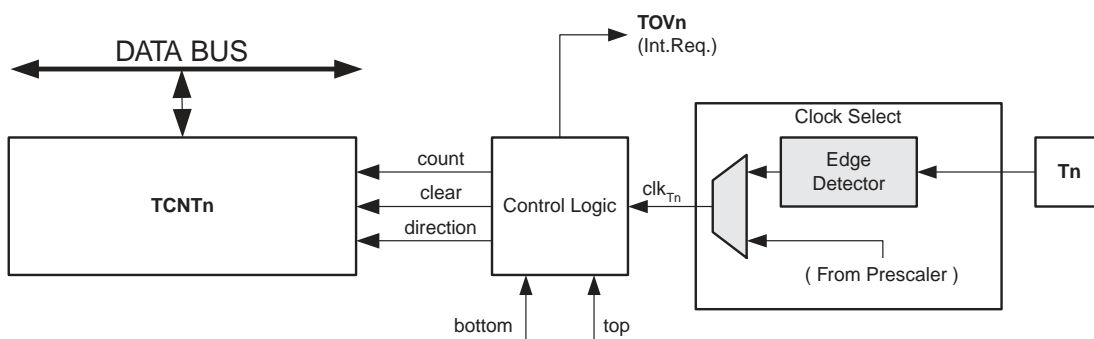 TOVn
(Int.Req.)
DATA BUS
Clock Select
Edge
Detector
Tn
TCNTn
count
clear
direction
Control Logic
clkTn
( From Prescaler )
bottom
top